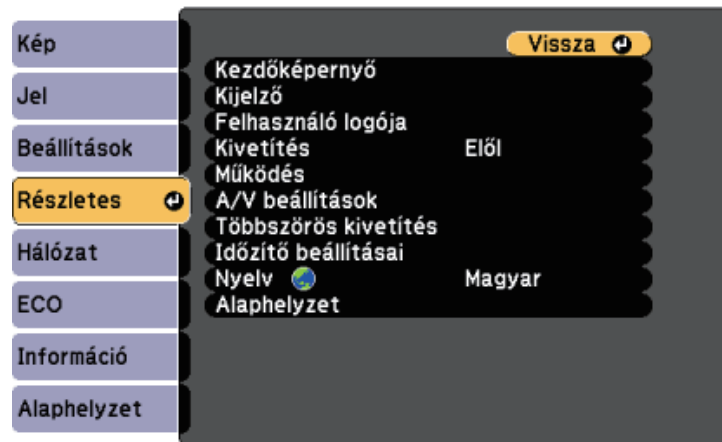 Kép
Jel
Beállítások
Részletes
Hálózat
ECO
Információ
Alaphelyzet
Vissza
Kezdőképernyő
Kijelző
Felhasználó logója
Kivetítés Elől
Működés
A/V beállítások
Többszörös kivetítés
Időzítő beállításai
Nyelv Magyar
Alaphelyzet